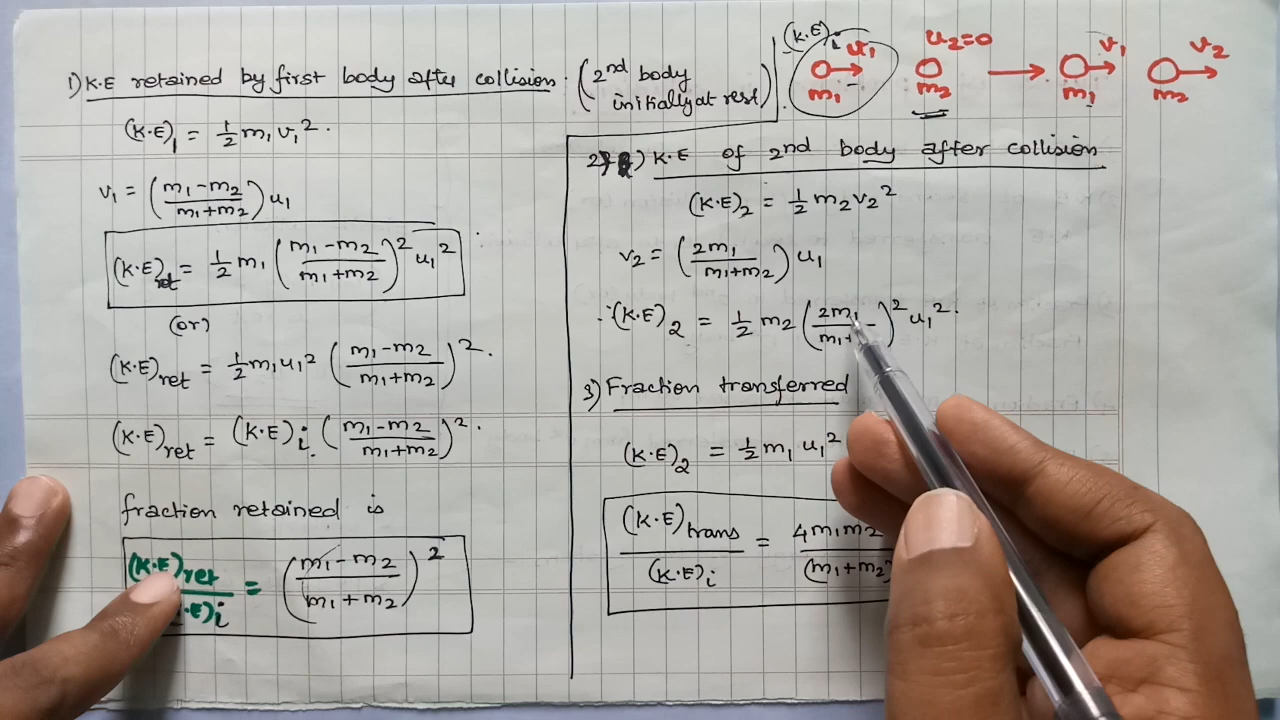 1) K.E retained by first body after collision. (2nd body initially at rest)
(K.E)i u1 u2=0 → v1 v2
m1 m2 m1 m2
(K.E)1 = 1/2 m1 v1².
v1 = ((m1-m2)/(m1+m2)) u1
(K.E)ret = 1/2 m1 ((m1-m2)/(m1+m2))² u1²
(or)
(K.E)ret = 1/2 m1u1² ((m1-m2)/(m1+m2))².
(K.E)ret = (K.E)i. ((m1-m2)/(m1+m2))².
fraction retained is
(K.E)ret/(K.E)i = ((m1-m2)/(m1+m2))²
2) K.E of 2nd body after collision
(K.E)2 = 1/2 m2v2²
v2 = (2m1/(m1+m2)) u1
∴ (K.E)2 = 1/2 m2 (2m1/(m1+ )² u1².
3) Fraction transferred
(K.E)2 = 1/2 m1 u1²
(K.E)trans/(K.E)i = 4m1m2/(m1+m2)